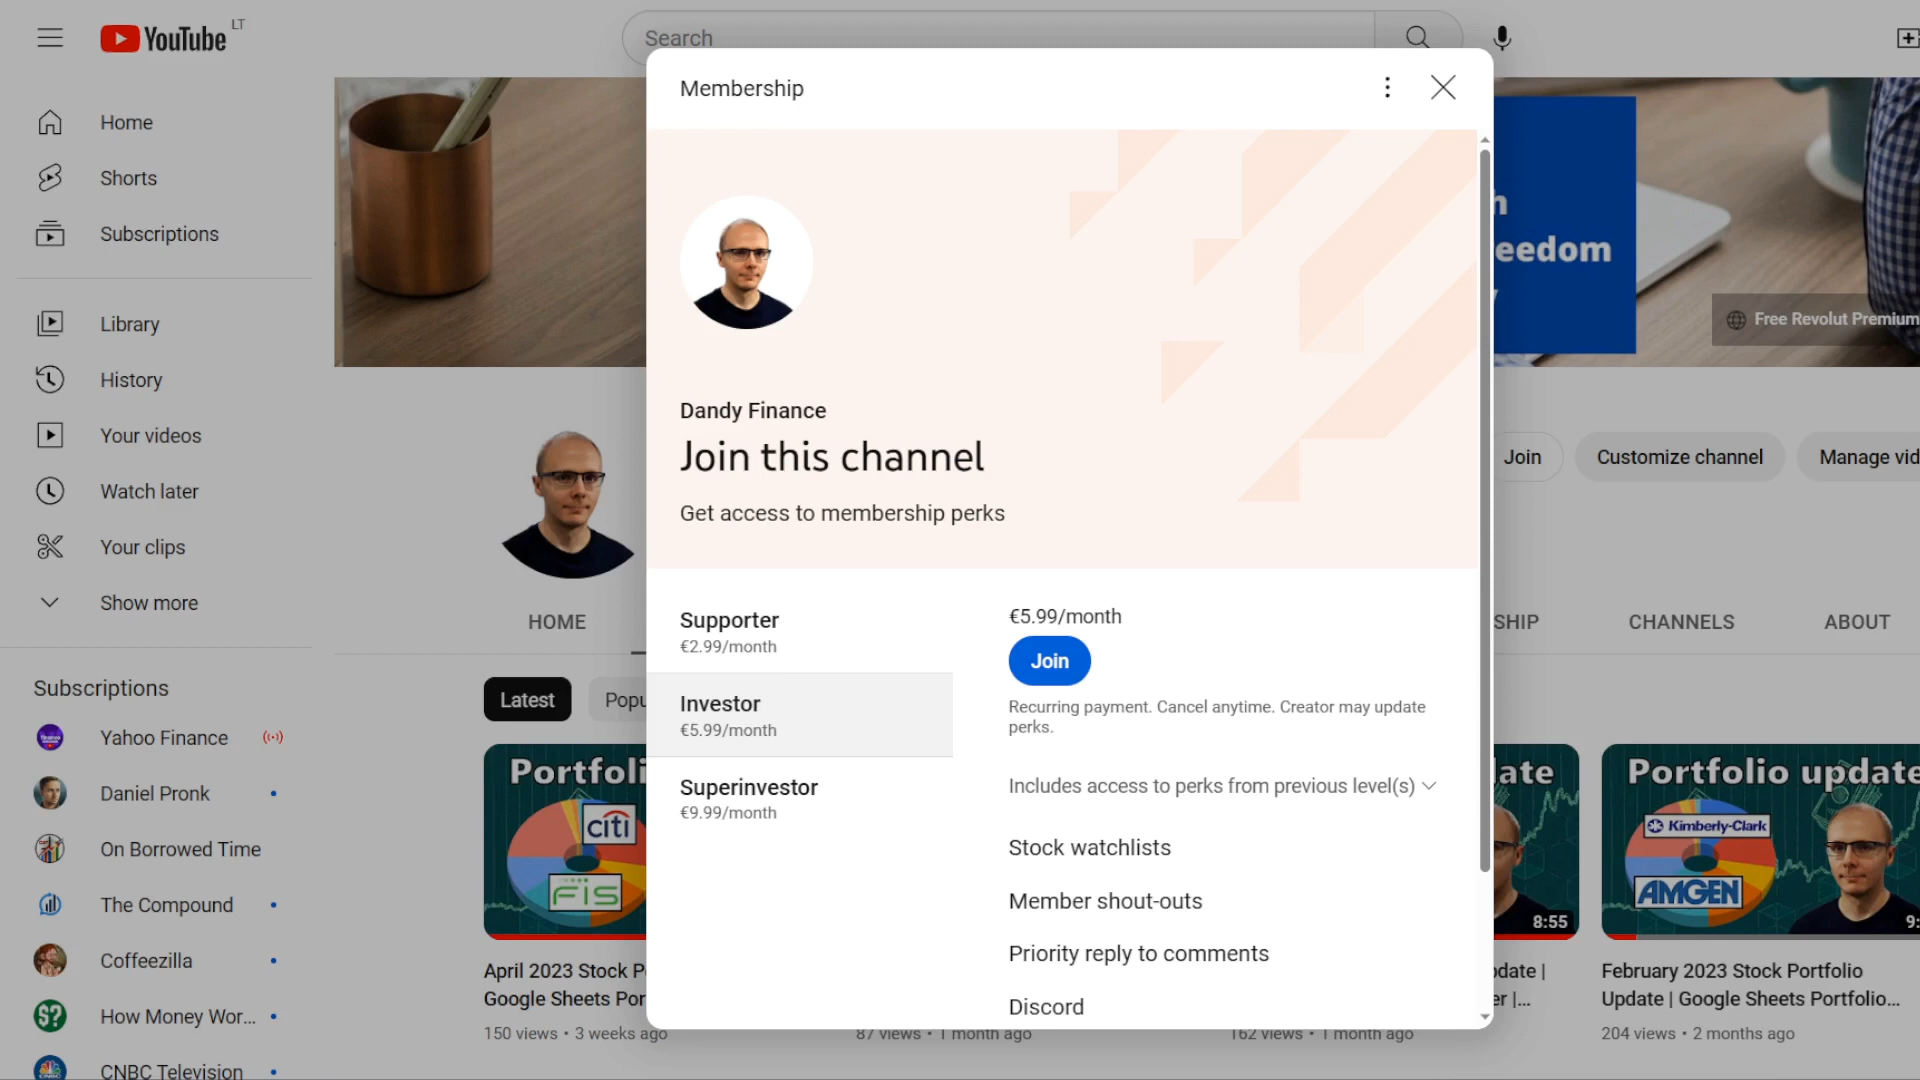 YouTube LT
Search
Home
Shorts
Subscriptions
Library
History
Your videos
Watch later
Your clips
Show more
Subscriptions
Yahoo Finance
Daniel Pronk
On Borrowed Time
The Compound
Coffeezilla
How Money Wor...
CNBC Television
eedom
Free Revolut Premium
Join
Customize channel
Manage vid
HOME
SHIP
CHANNELS
ABOUT
Latest
Popu
Membership
Dandy Finance
Join this channel
Get access to membership perks
Supporter
€2.99/month
Investor
€5.99/month
Superinvestor
€9.99/month
€5.99/month
Join
Recurring payment. Cancel anytime. Creator may update
perks.
Includes access to perks from previous level(s)
Stock watchlists
Member shout-outs
Priority reply to comments
Discord
Portfoli
citi
FIS
April 2023 Stock P
Google Sheets Por
150 views • 3 weeks ago
87 views • 1 month ago
late
8:55
date |
er |...
162 views • 1 month ago
Portfolio update
Kimberly-Clark
AMGEN
9:
February 2023 Stock Portfolio
Update | Google Sheets Portfolio...
204 views • 2 months ago